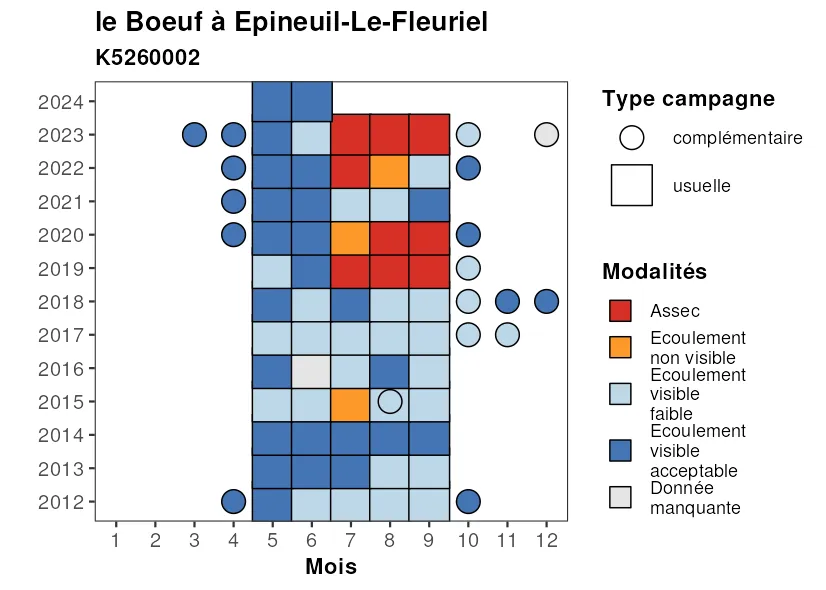 le Boeuf à Epineuil-Le-Fleuriel
K5260002
2024
2023
2022
2021
2020
2019
2018
2017
2016
2015
2014
2013
2012
1 2 3 4 5 6 7 8 9 10 11 12
Mois
Type campagne
complémentaire
usuelle
Modalités
Assec
Ecoulement
non visible
Ecoulement
visible
faible
Ecoulement
visible
acceptable
Donnée
manquante